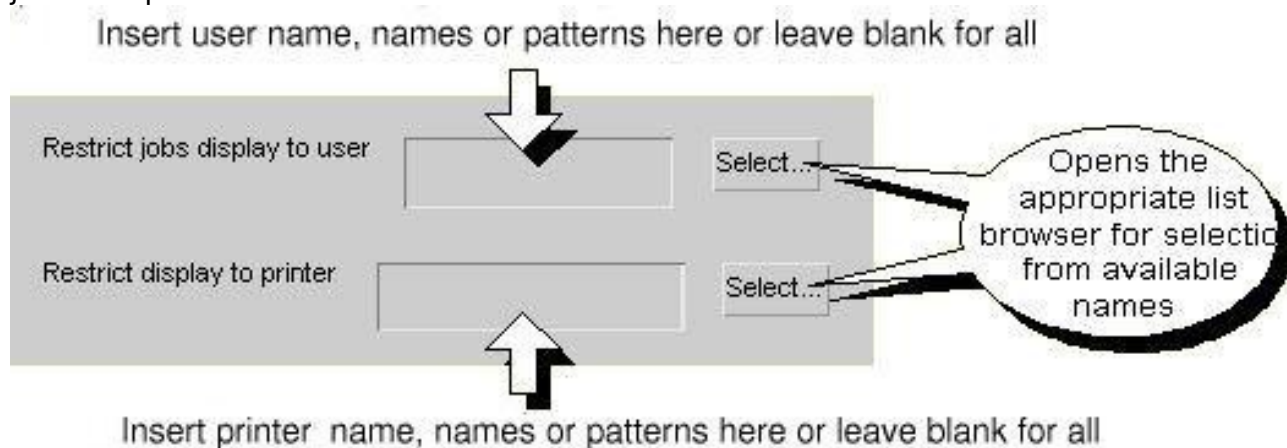 Insert user name, names or patterns here or leave blank for all
Restrict jobs display to user
Select...
Opens the
appropriate list
browser for selectio
from available
names
Restrict display to printer
Select...
Insert printer name, names or patterns here or leave blank for all